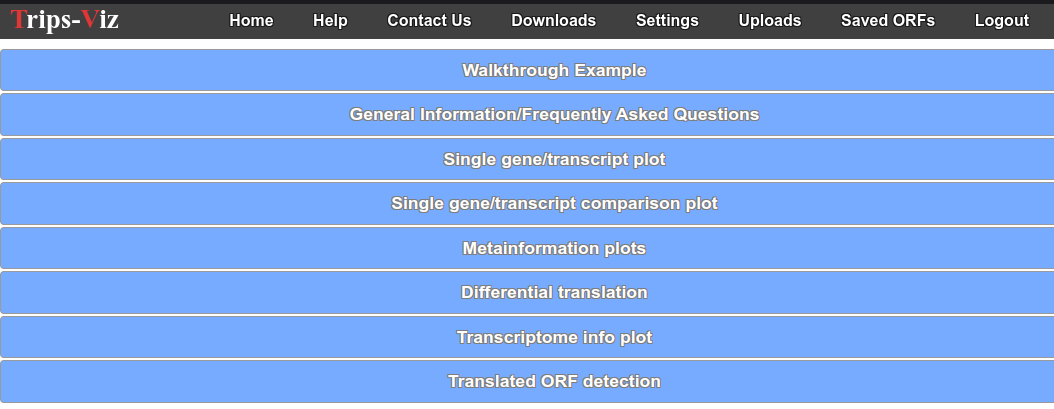 Trips-Viz Home Help Contact Us Downloads Settings Uploads Saved ORFs Logout
Walkthrough Example
General Information/Frequently Asked Questions
Single gene/transcript plot
Single gene/transcript comparison plot
Metainformation plots
Differential translation
Transcriptome info plot
Translated ORF detection